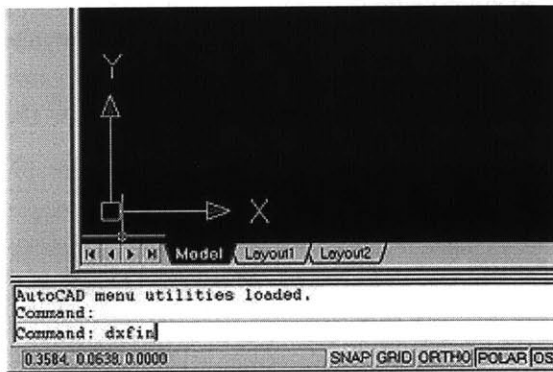 Y
X
Model Layout1 Layout2
AutoCAD menu utilities loaded.
Command:
Command: dxfin
0.3584, 0.0638, 0.0000 SNAP GRID ORTHO POLAR OS